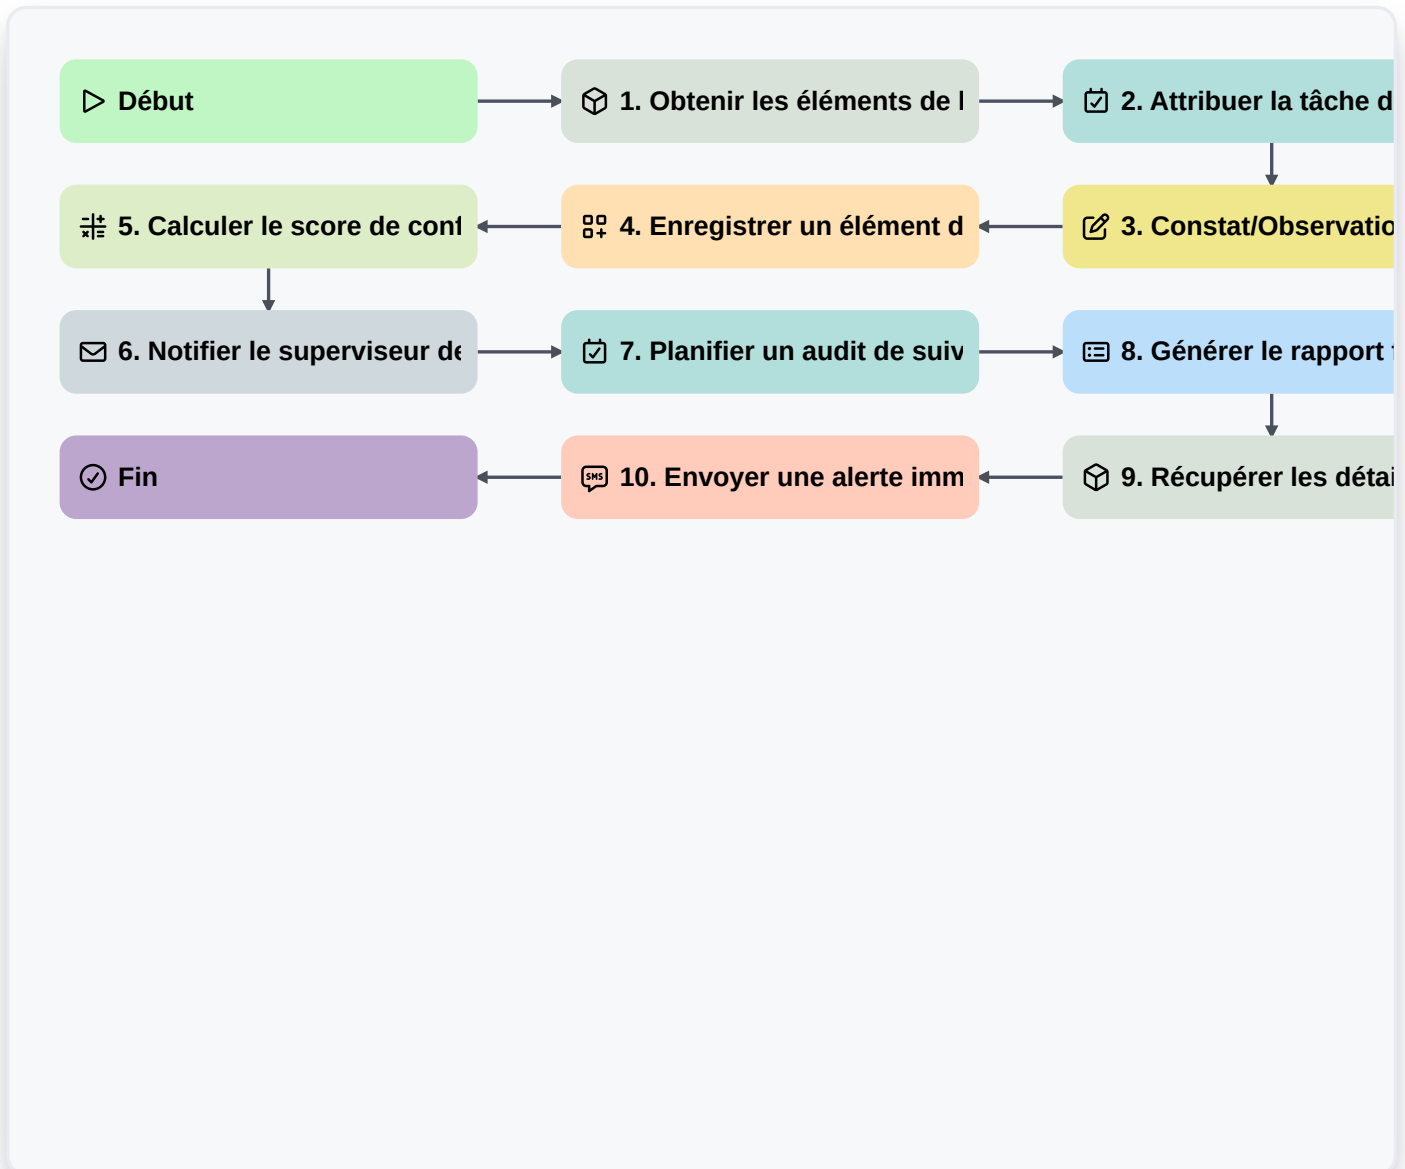 Début
1. Obtenir les éléments de l
2. Attribuer la tâche d
5. Calculer le score de conf
4. Enregistrer un élément d
3. Constat/Observatio
6. Notifier le superviseur de
7. Planifier un audit de suiv
8. Générer le rapport f
Fin
10. Envoyer une alerte imm
SMS
9. Récupérer les détai